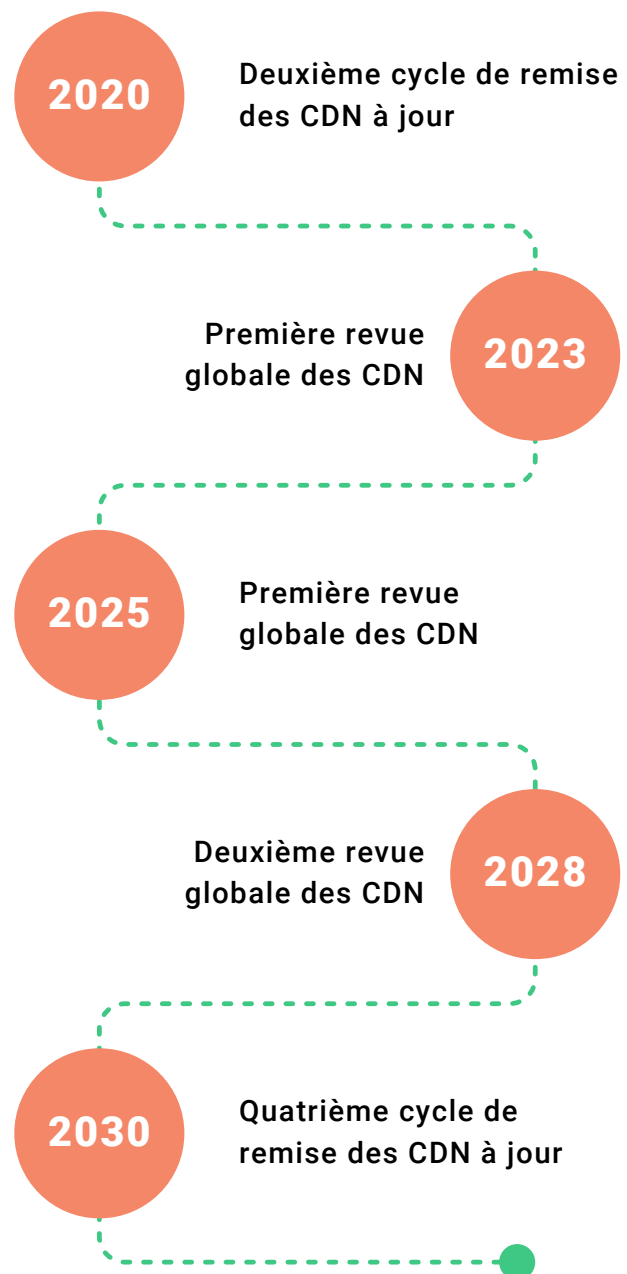 2020
Deuxième cycle de remise
des CDN à jour
Première revue
globale des CDN
2023
2025
Première revue
globale des CDN
Deuxième revue
globale des CDN
2028
2030
Quatrième cycle de
remise des CDN à jour